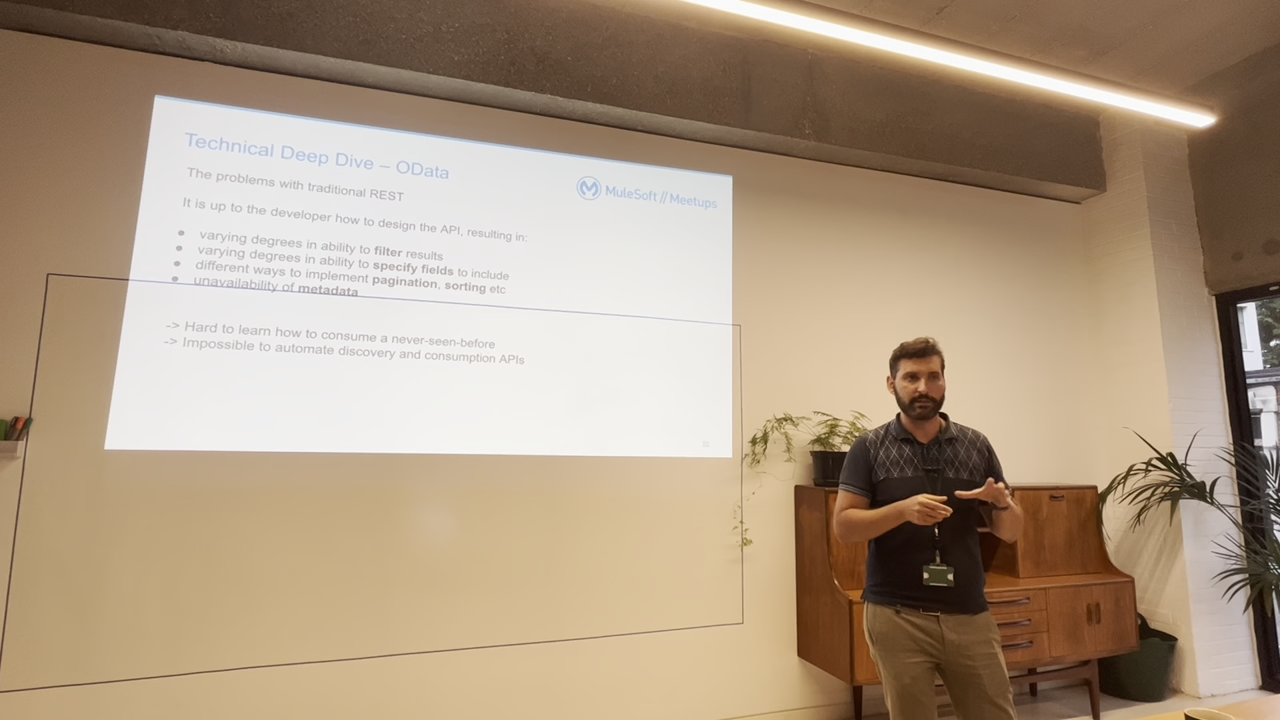 Technical Deep Dive – OData
MuleSoft // Meetups
The problems with traditional REST
It is up to the developer how to design the API, resulting in:
• varying degrees in ability to filter results
• varying degrees in ability to specify fields to include
• different ways to implement pagination, sorting etc
• unavailability of metadata
-> Hard to learn how to consume a never-seen-before
-> Impossible to automate discovery and consumption APIs